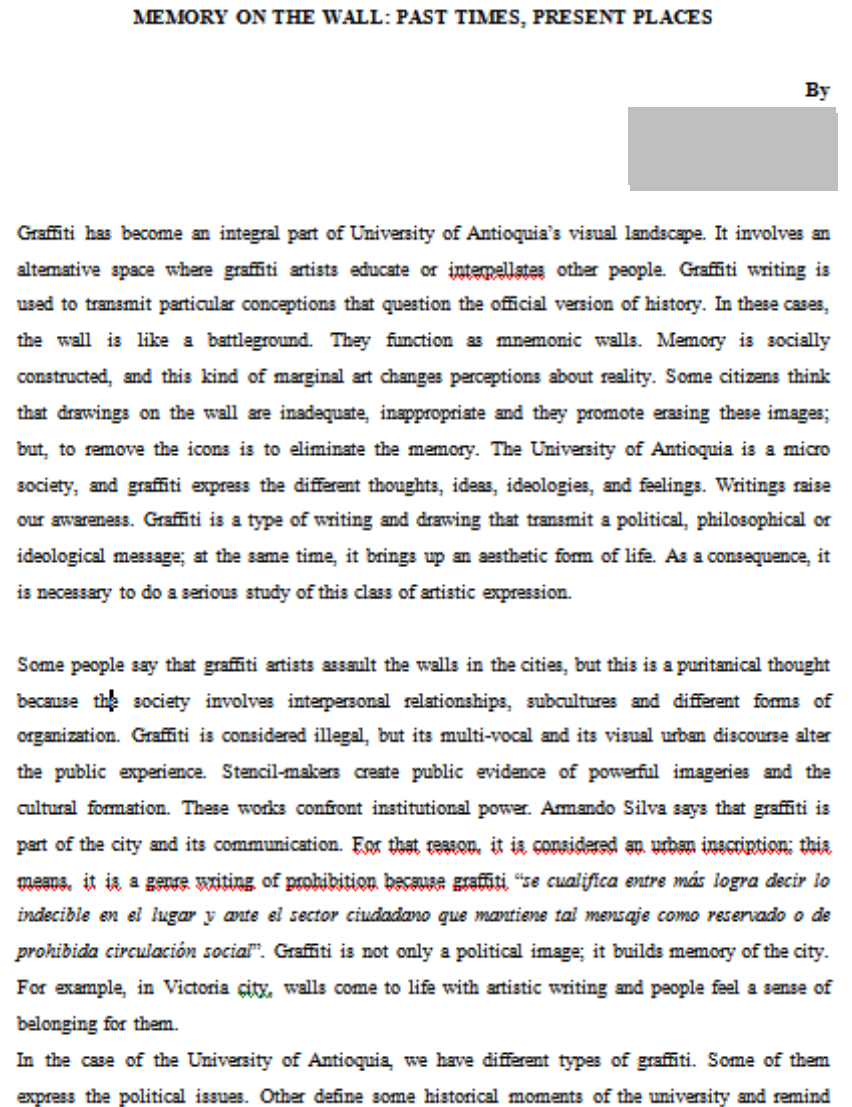 MEMORY ON THE WALL: PAST TIMES, PRESENT PLACES
By
Graffiti has become an integral part of University of Antioquia's visual landscape. It involves an
alternative space where graffiti artists educate or interpellates other people. Graffiti writing is
used to transmit particular conceptions that question the official version of history. In these cases,
the wall is like a battleground. They function as mnemonic walls. Memory is socially
constructed, and this kind of marginal art changes perceptions about reality. Some citizens think
that drawings on the wall are inadequate, inappropriate and they promote erasing these images;
but, to remove the icons is to eliminate the memory. The University of Antioquia is a micro
society, and graffiti express the different thoughts, ideas, ideologies, and feelings. Writings raise
our awareness. Graffiti is a type of writing and drawing that transmit a political, philosophical or
ideological message; at the same time, it brings up an aesthetic form of life. As a consequence, it
is necessary to do a serious study of this class of artistic expression.
Some people say that graffiti artists assault the walls in the cities, but this is a puritanical thought
because the society involves interpersonal relationships, subcultures and different forms of
organization. Graffiti is considered illegal, but its multi-vocal and its visual urban discourse alter
the public experience. Stencil-makers create public evidence of powerful imageries and the
cultural formation. These works confront institutional power. Armando Silva says that graffiti is
part of the city and its communication. For that reason, it is considered an urban inscription; this
means, it is a genre writing of prohibition because graffiti "se cualifica entre más logra decir lo
indecible en el lugar y ante el sector ciudadano que mantiene tal mensaje como reservado o de
prohibida circulación social". Graffiti is not only a political image; it builds memory of the city.
For example, in Victoria city, walls come to life with artistic writing and people feel a sense of
belonging for them.
In the case of the University of Antioquia, we have different types of graffiti. Some of them
express the political issues. Other define some historical moments of the university and remind